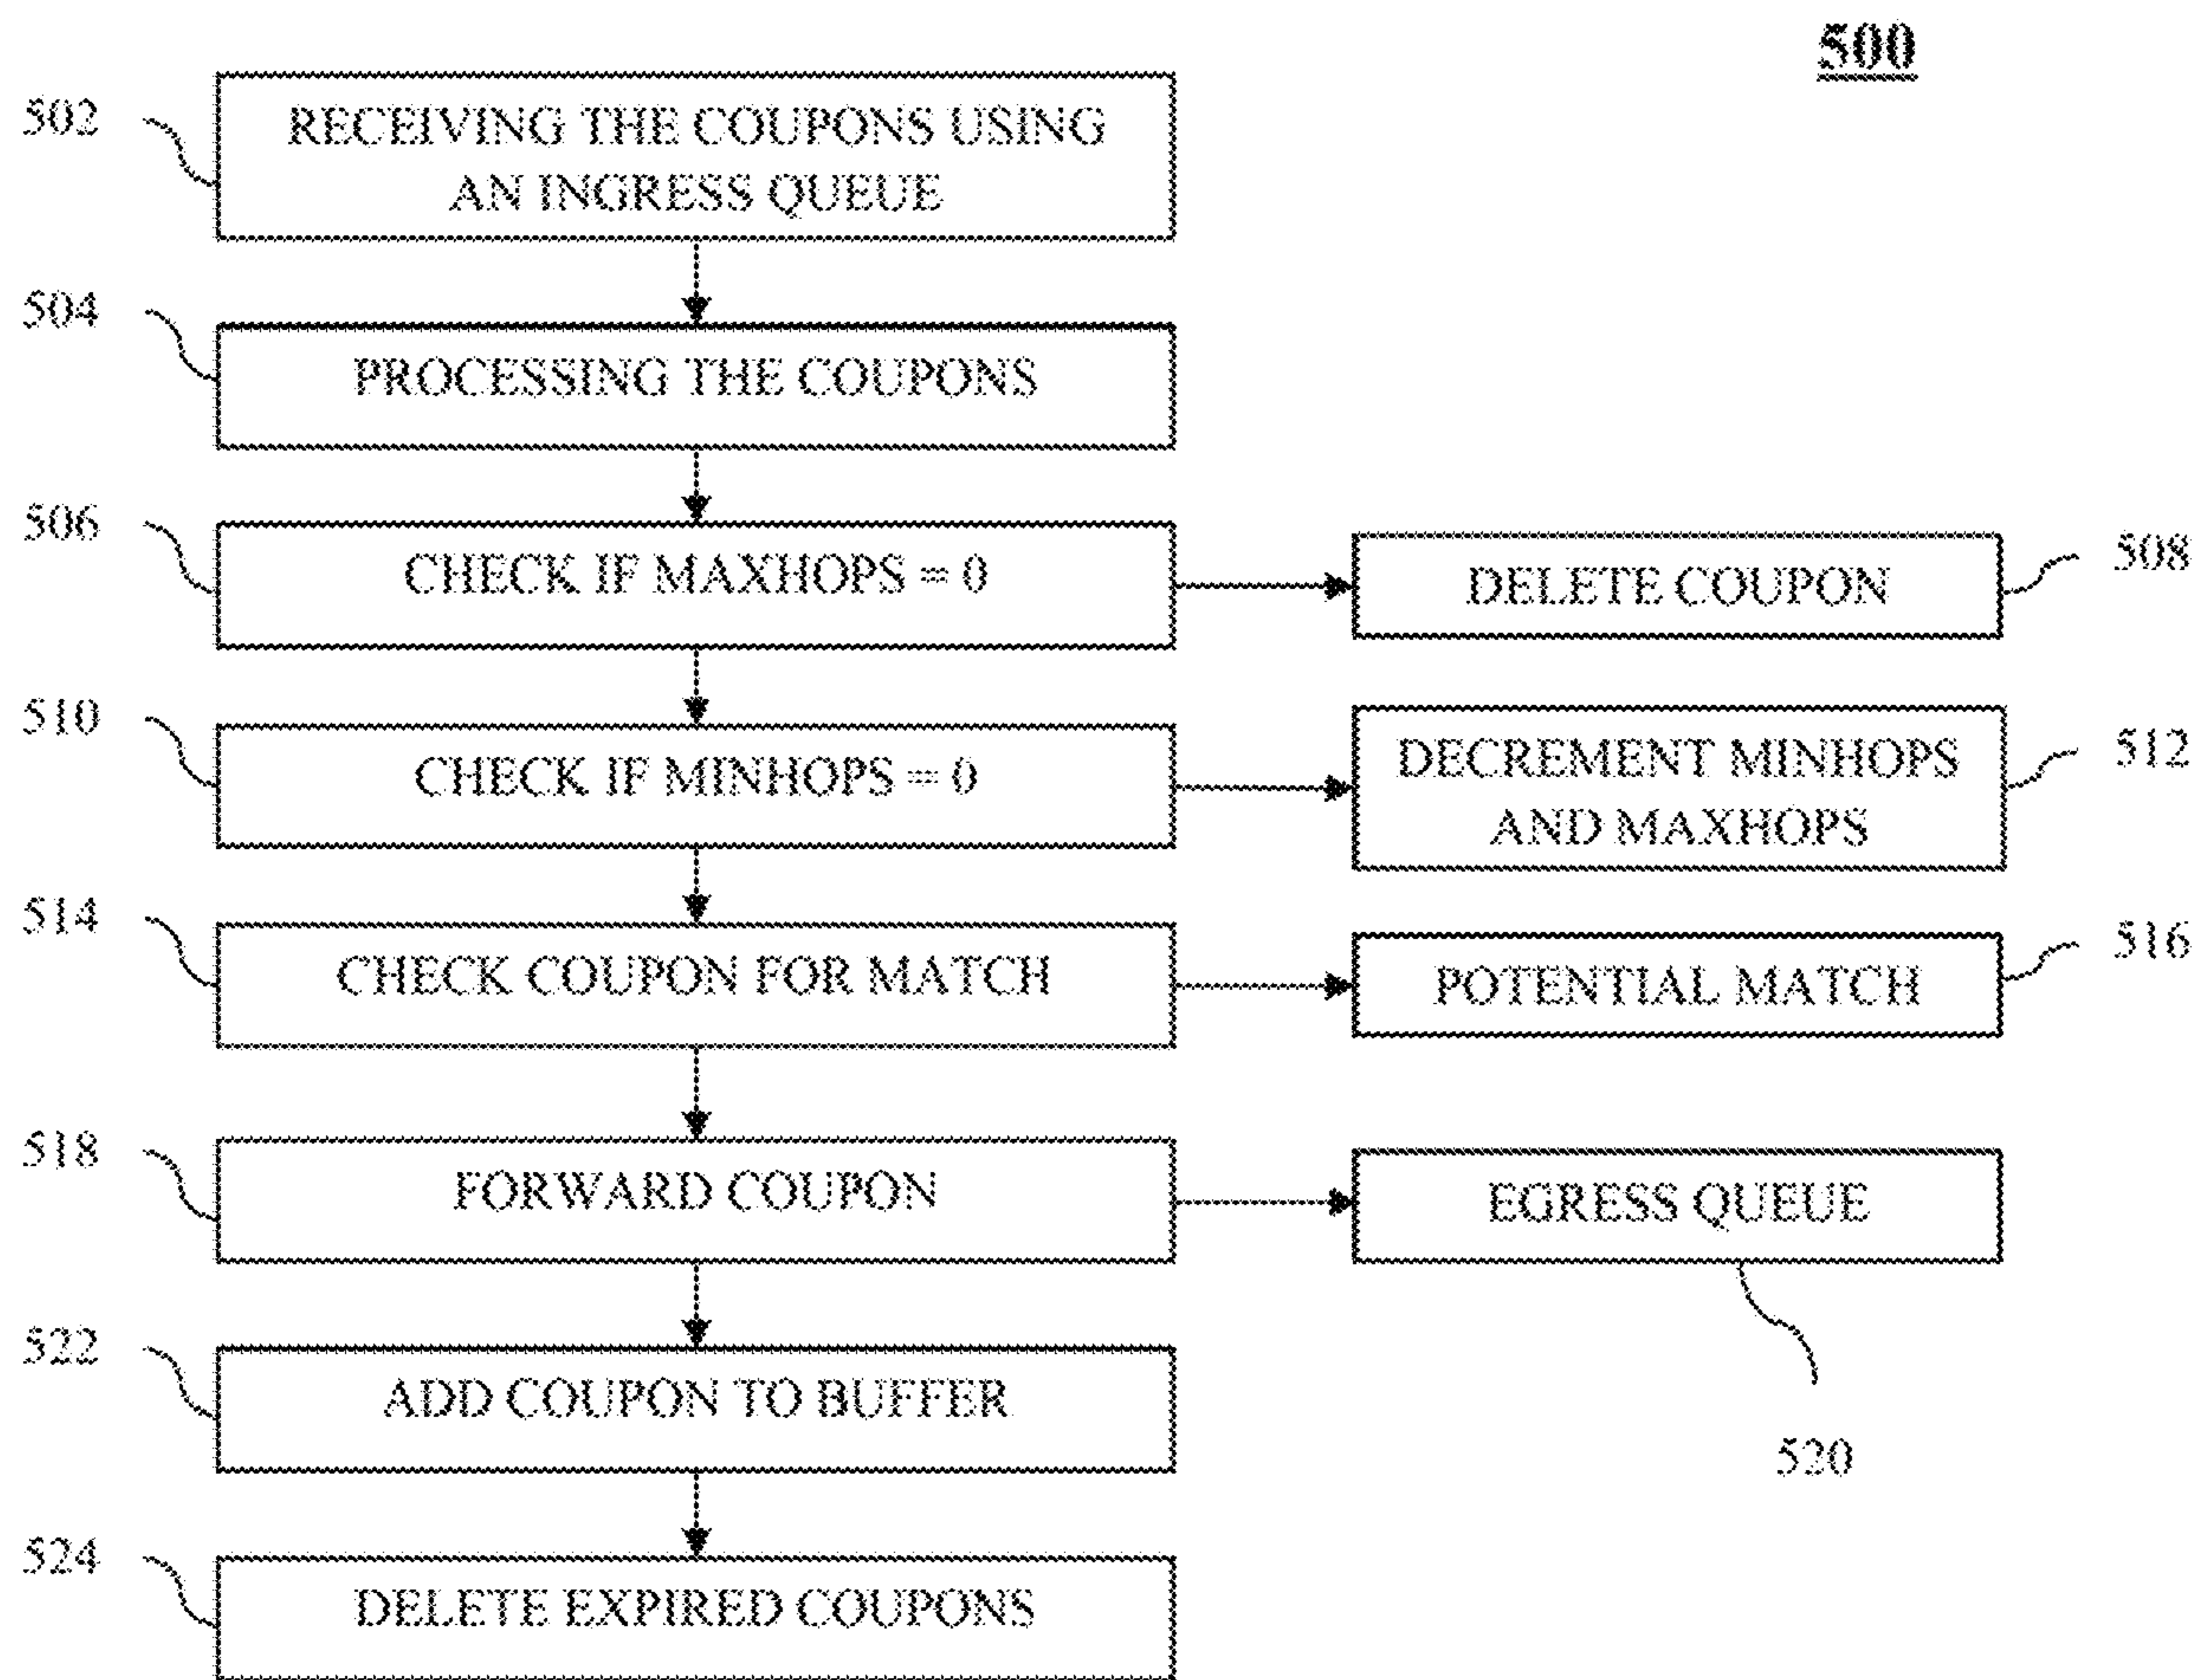 500
502
RECEIVING THE COUPONS USING
AN INGRESS QUEUE
504
PROCESSING THE COUPONS
506
CHECK IF MAXHOPS = 0
DELETE COUPON
508
510
CHECK IF MINHOPS = 0
DECREMENT MINHOPS
AND MAXHOPS
512
514
CHECK COUPON FOR MATCH
POTENTIAL MATCH
516
518
FORWARD COUPON
EGRESS QUEUE
520
522
ADD COUPON TO BUFFER
524
DELETE EXPIRED COUPONS